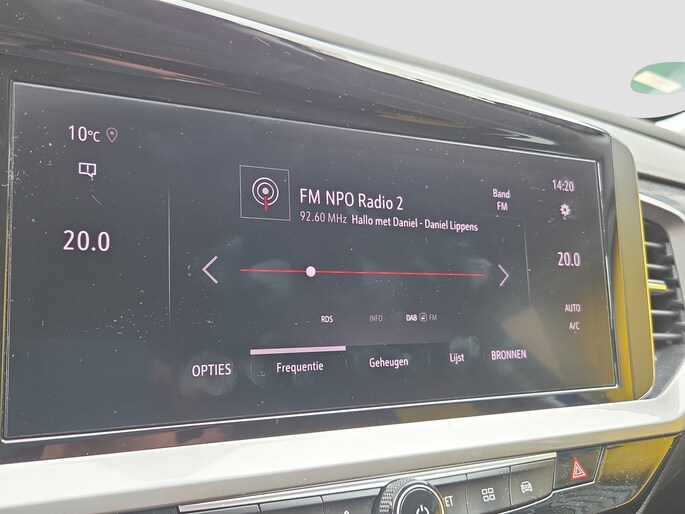 10°C
20.0
FM NPO Radio 2
92.60 MHz Hallo met Daniel - Daniel Lippens
Band
FM
14:20
20.0
AUTO
A/C
RDS INFO DAB FM
OPTIES Frequentie Geheugen Lijst BRONNEN